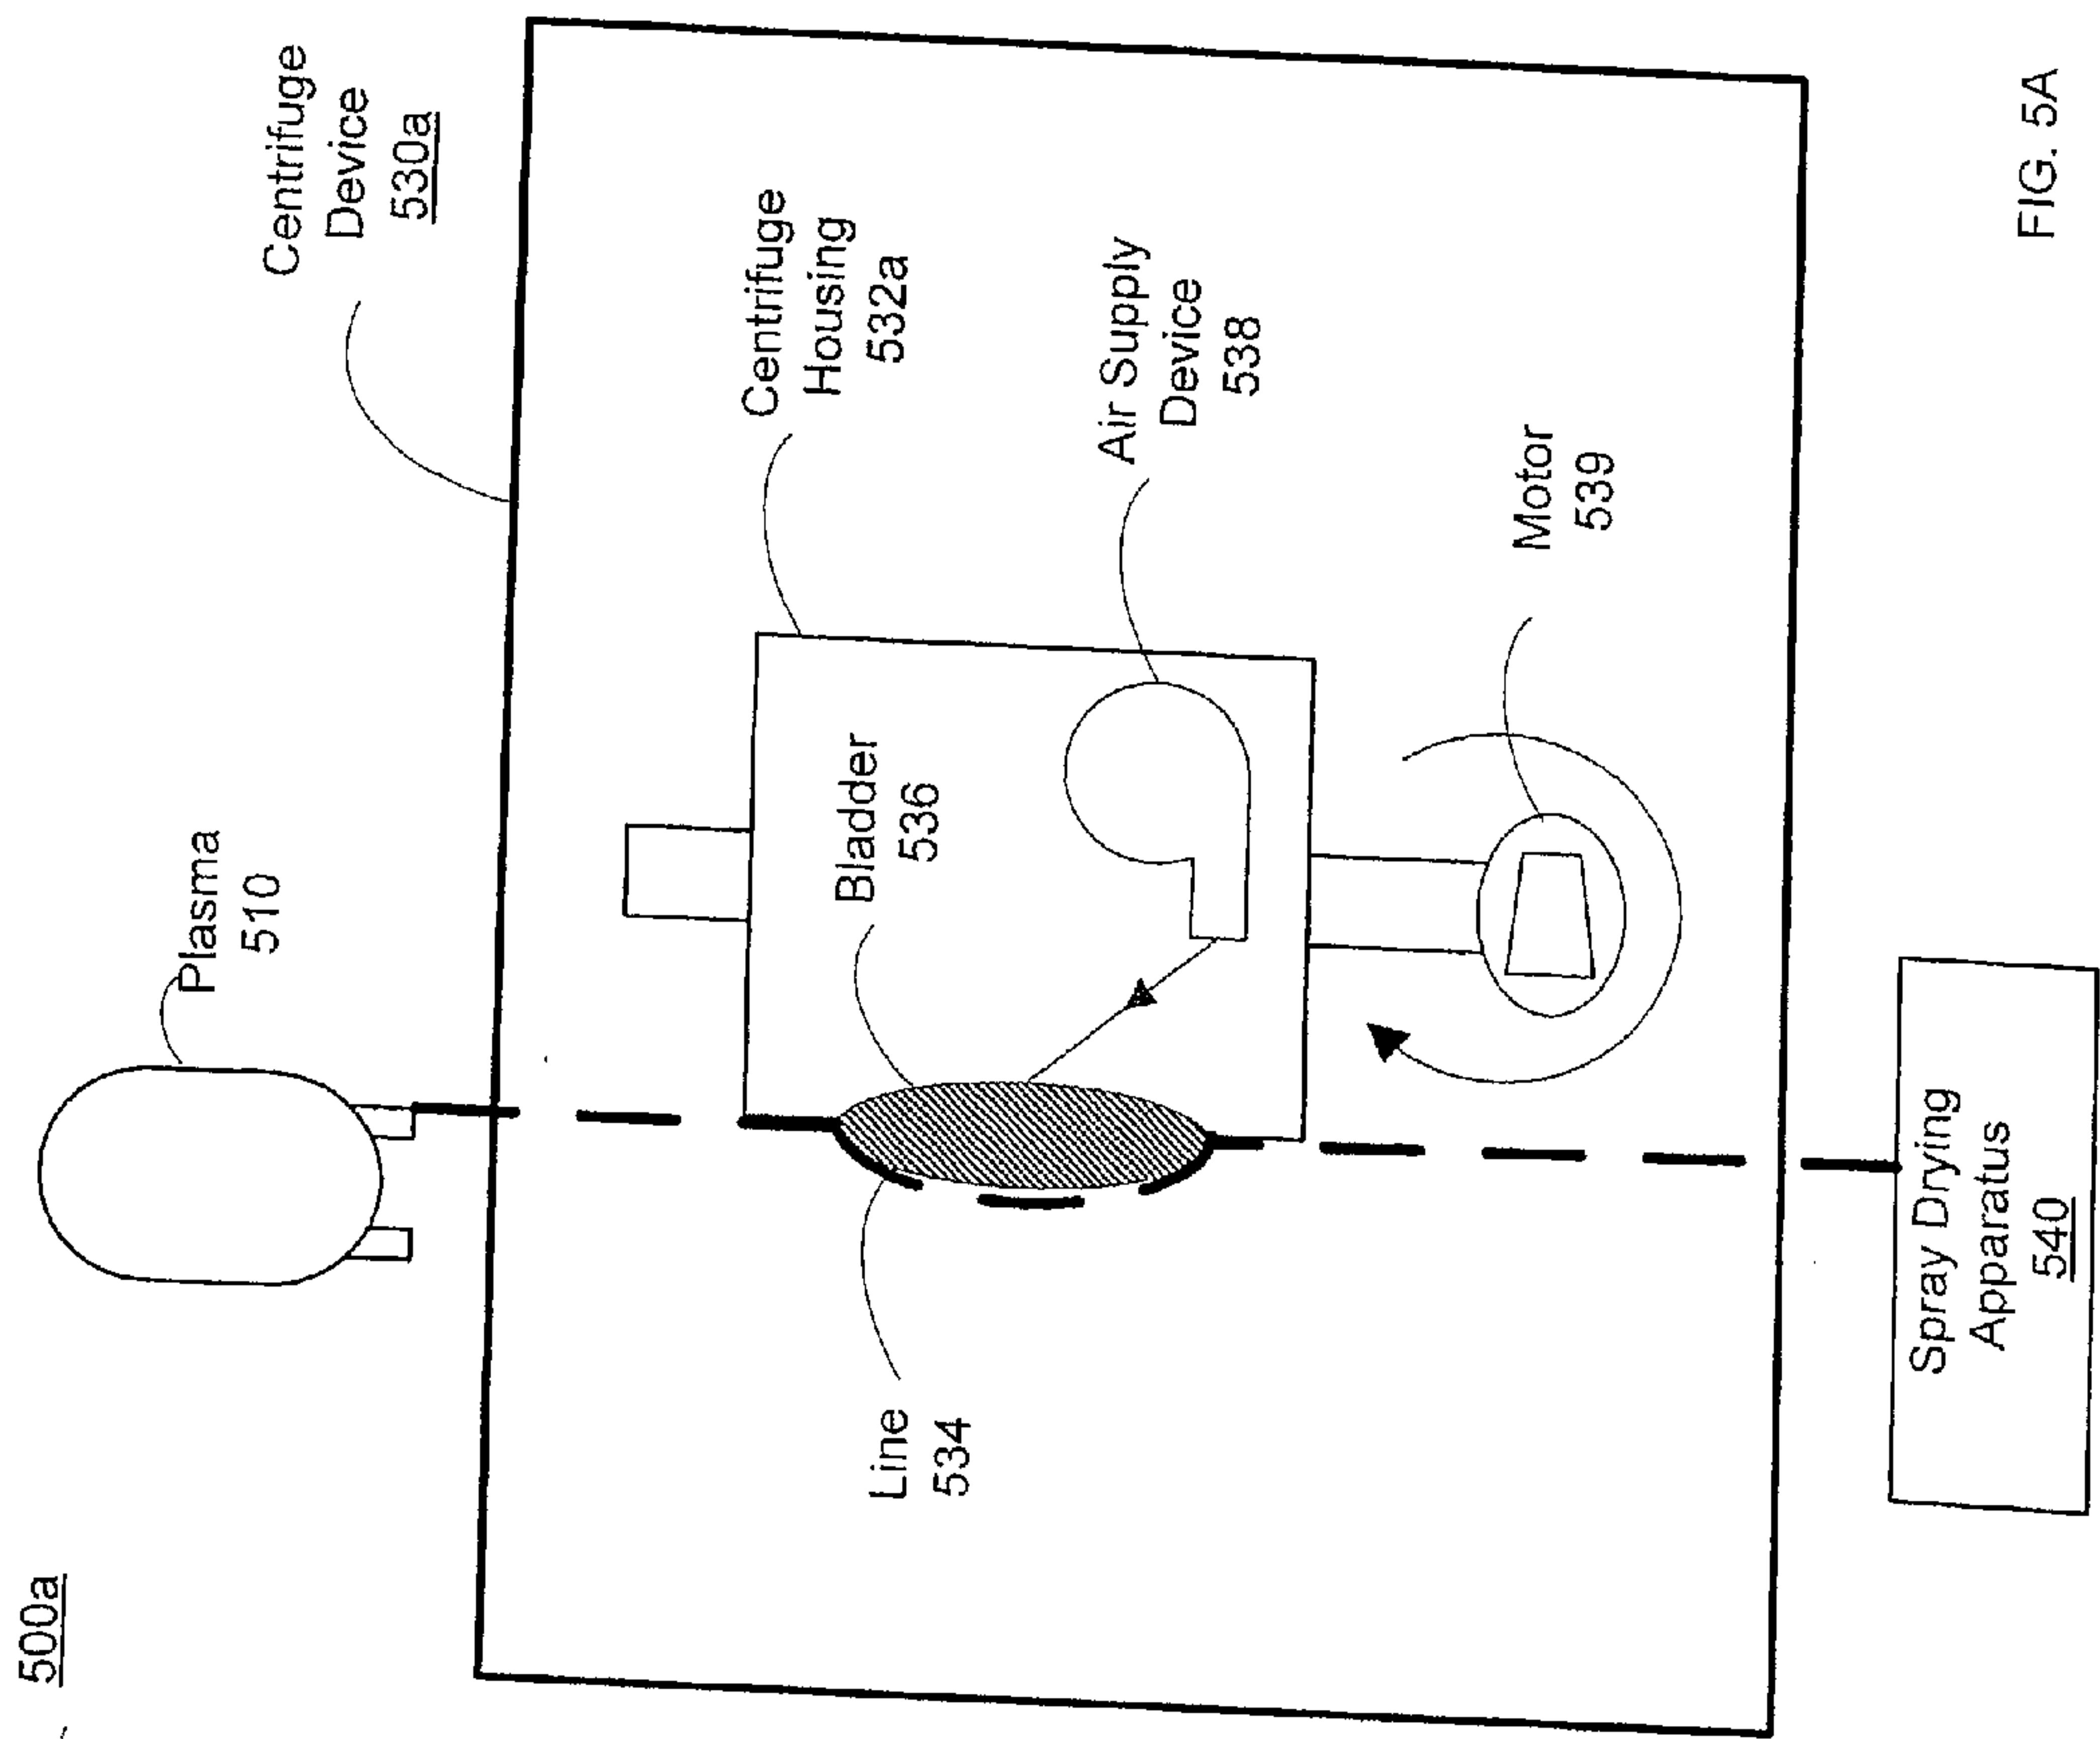 500a
Plasma
510
Centrifuge
Device
530a
Centrifuge
Housing
532a
Bladder
536
Air Supply
Device
538
Line
534
Motor
539
Spray Drying
Apparatus
540
FIG. 5A